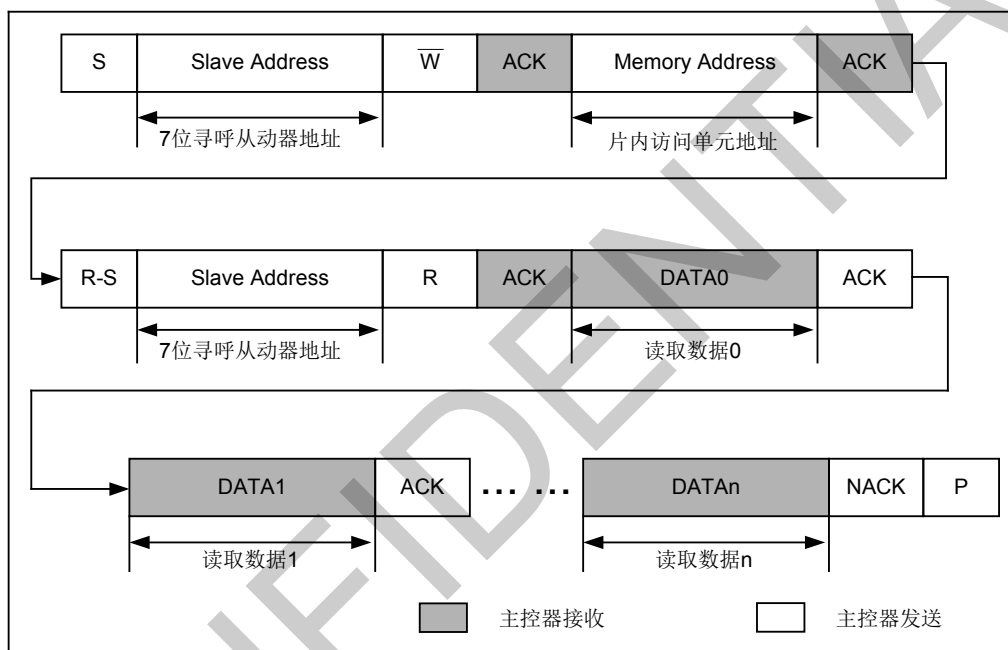 S Slave Address W̅ ACK Memory Address ACK
7位寻呼从动器地址 片内访问单元地址
R-S Slave Address R ACK DATA0 ACK
7位寻呼从动器地址 读取数据0
DATA1 ACK ... ... DATAn NACK P
读取数据1 读取数据n
主控器接收 主控器发送
NFIDENTIA